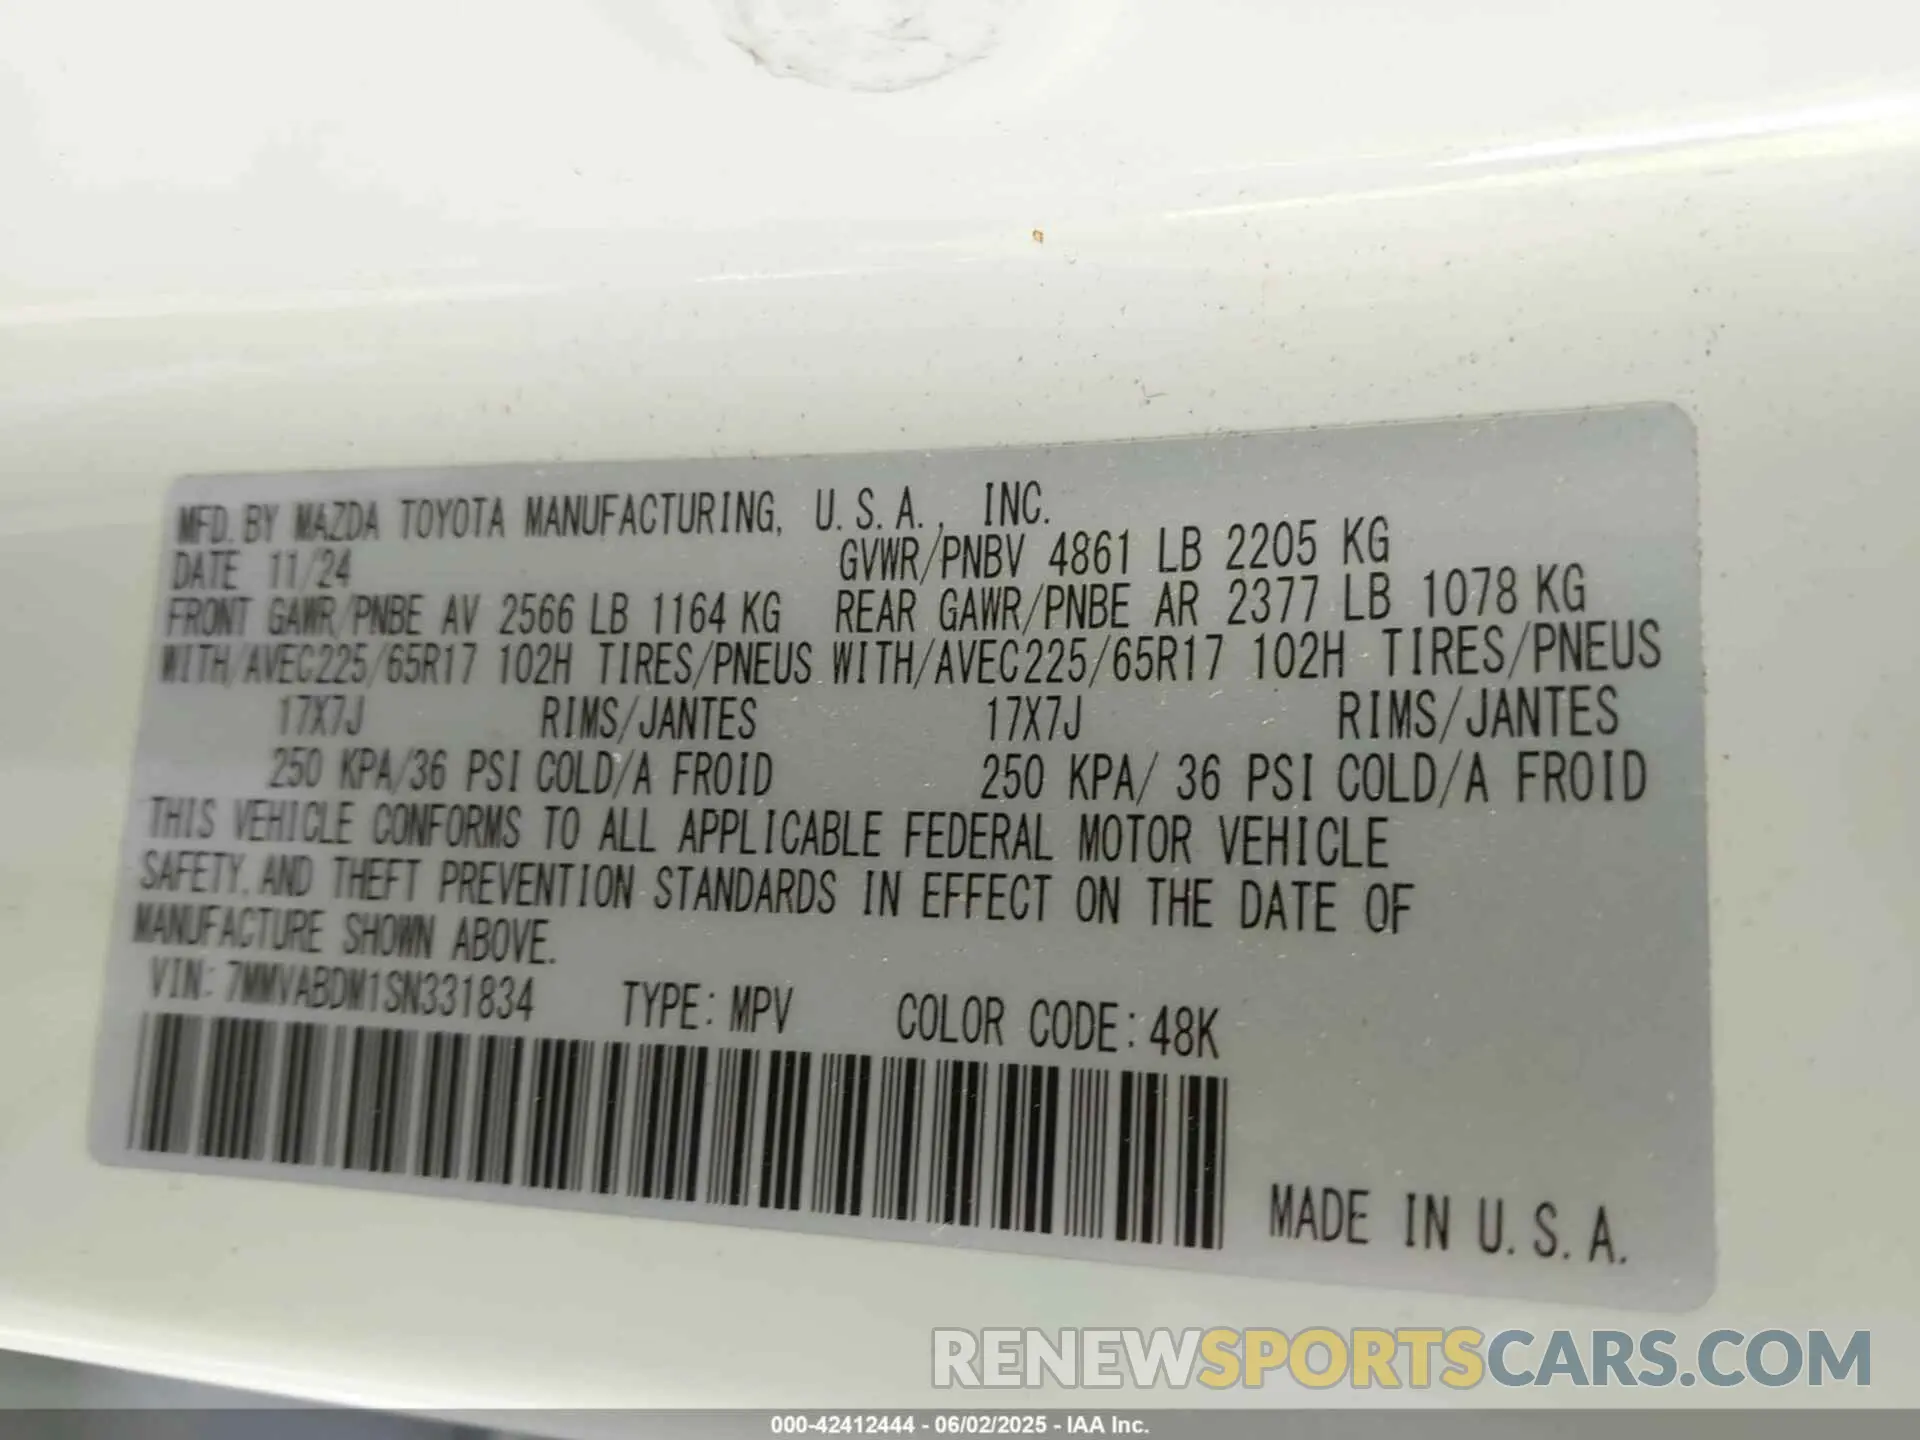 MFD. BY MAZDA TOYOTA MANUFACTURING, U.S.A., INC.
DATE 11/24 GVWR/PNBV 4861 LB 2205 KG
FRONT GAWR/PNBE AV 2566 LB 1164 KG REAR GAWR/PNBE AR 2377 LB 1078 KG
WITH/AVEC225/65R17 102H TIRES/PNEUS WITH/AVEC225/65R17 102H TIRES/PNEUS
17X7J RIMS/JANTES 17X7J RIMS/JANTES
250 KPA/36 PSI COLD/A FROID 250 KPA/ 36 PSI COLD/A FROID
THIS VEHICLE CONFORMS TO ALL APPLICABLE FEDERAL MOTOR VEHICLE
SAFETY, AND THEFT PREVENTION STANDARDS IN EFFECT ON THE DATE OF
MANUFACTURE SHOWN ABOVE.
VIN: 7MMVABDM1SN331834 TYPE: MPV COLOR CODE: 48K
MADE IN U.S.A.
RENEWSPORTSCARS.COM
000-42412444 - 06/02/2025 - IAA Inc.